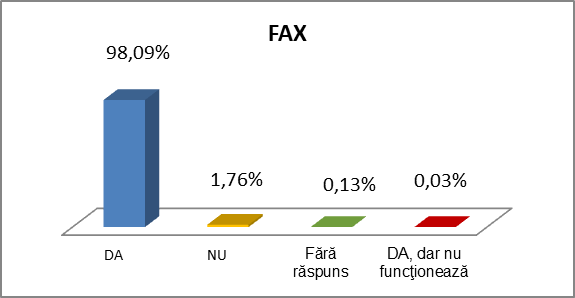 FAX
98,09%
1,76%
0,13%
0,03%
DA
NU
Fără
răspuns
DA, dar nu
funcţionează